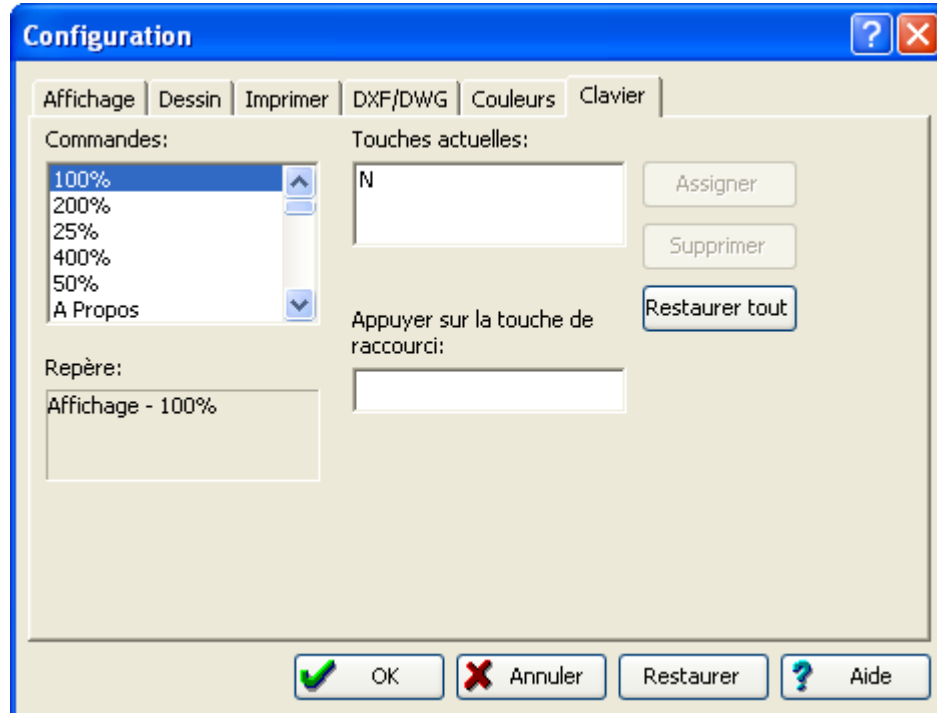 Configuration
Affichage
Dessin
Imprimer
DXF/DWG
Couleurs
Clavier
Commandes:
100%
200%
25%
400%
50%
A Propos
Repère:
Affichage - 100%
Touches actuelles:
N
Appuyer sur la touche de
raccourci:
Assigner
Supprimer
Restaurer tout
OK
Annuler
Restaurer
Aide